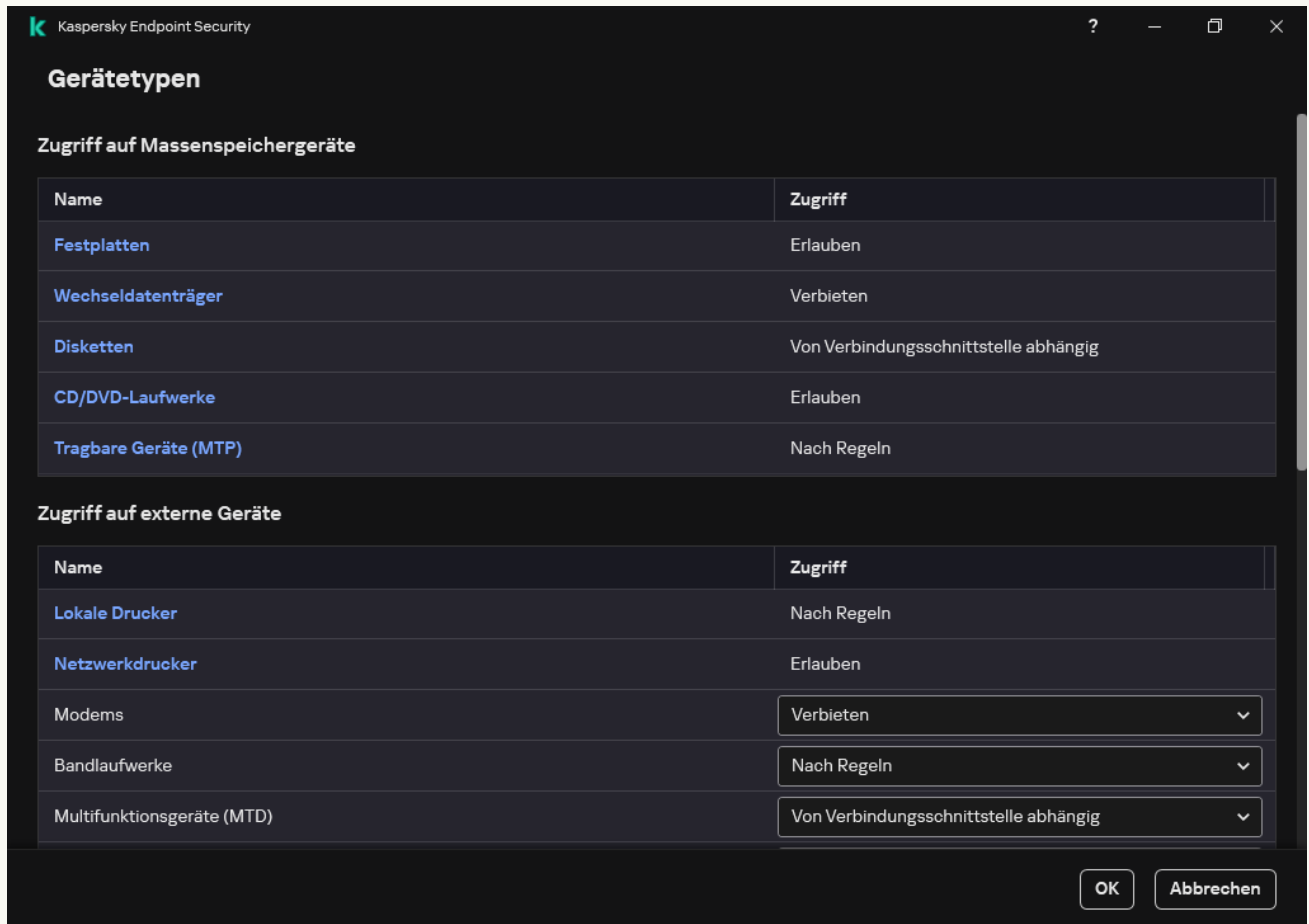 Kaspersky Endpoint Security
?
Gerätetypen
Zugriff auf Massenspeichergeräte
Name Zugriff
Festplatten Erlauben
Wechseldatenträger Verbieten
Disketten Von Verbindungsschnittstelle abhängig
CD/DVD-Laufwerke Erlauben
Tragbare Geräte (MTP) Nach Regeln
Zugriff auf externe Geräte
Name Zugriff
Lokale Drucker Nach Regeln
Netzwerkdrucker Erlauben
Modems Verbieten
Bandlaufwerke Nach Regeln
Multifunktionsgeräte (MTD) Von Verbindungsschnittstelle abhängig
OK Abbrechen